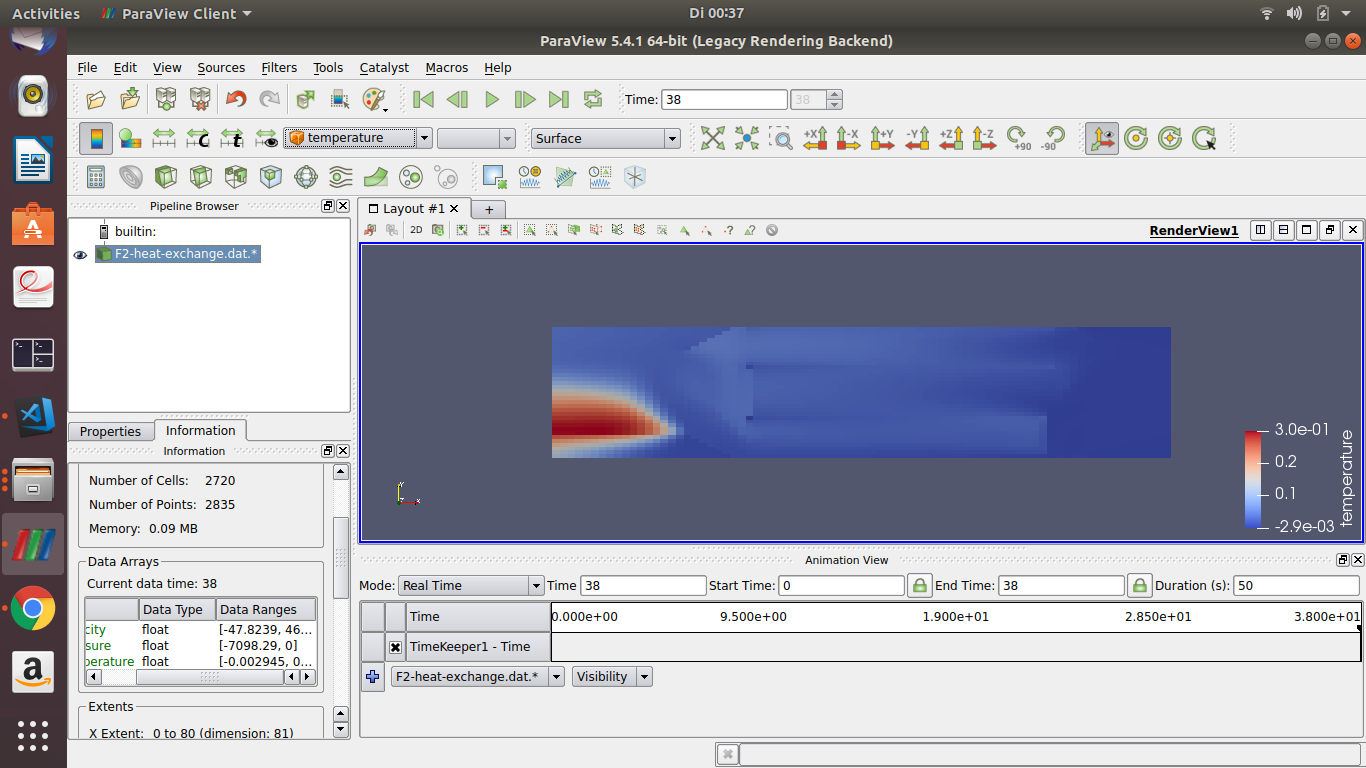 Activities ParaView Client Di 00:37
ParaView 5.4.1 64-bit (Legacy Rendering Backend)
File Edit View Sources Filters Tools Catalyst Macros Help
Time: 38 38
temperature Surface +X -X +Y -Y +Z -Z +90 -90
Pipeline Browser
builtin:
F2-heat-exchange.dat.*
Layout #1 +
2D RenderView1
3.0e-01
0.2
0.1
-2.9e-03
temperature
Y
X
Properties Information
Information
Number of Cells: 2720
Number of Points: 2835
Memory: 0.09 MB
Data Arrays
Current data time: 38
Data Type Data Ranges
city float [-47.8239, 46...
sure float [-7098.29, 0]
perature float [-0.002945, 0...
Extents
X Extent: 0 to 80 (dimension: 81)
Animation View
Mode: Real Time Time 38 Start Time: 0 End Time: 38 Duration (s): 50
Time 0.000e+00 9.500e+00 1.900e+01 2.850e+01 3.800e+01
TimeKeeper1 - Time
F2-heat-exchange.dat.* Visibility